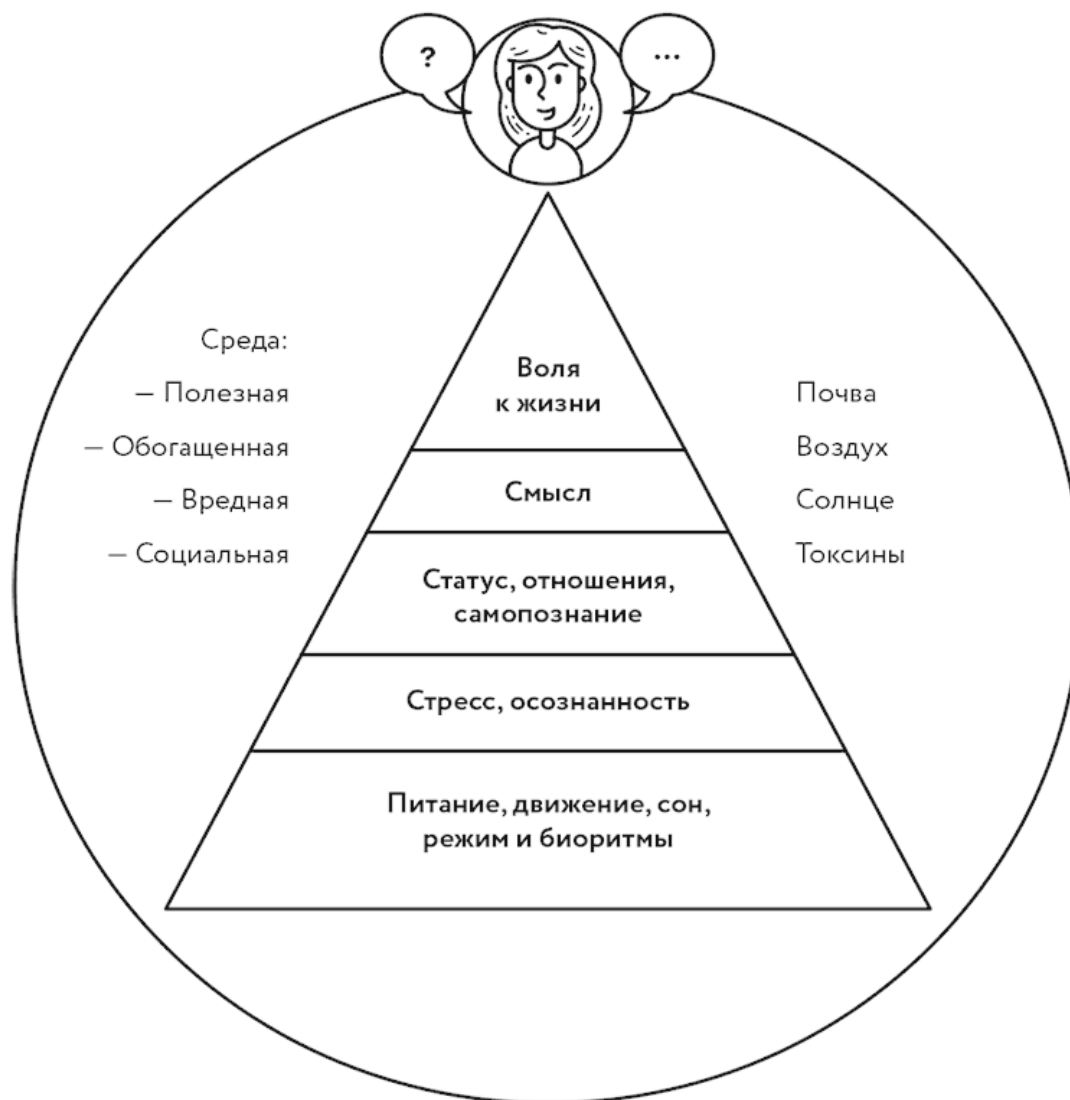 ?
...
Среда:
— Полезная
— Обогащенная
— Вредная
— Социальная
Воля
к жизни
Смысл
Статус, отношения,
самопознание
Стресс, осознанность
Питание, движение, сон,
режим и биоритмы
Почва
Воздух
Солнце
Токсины